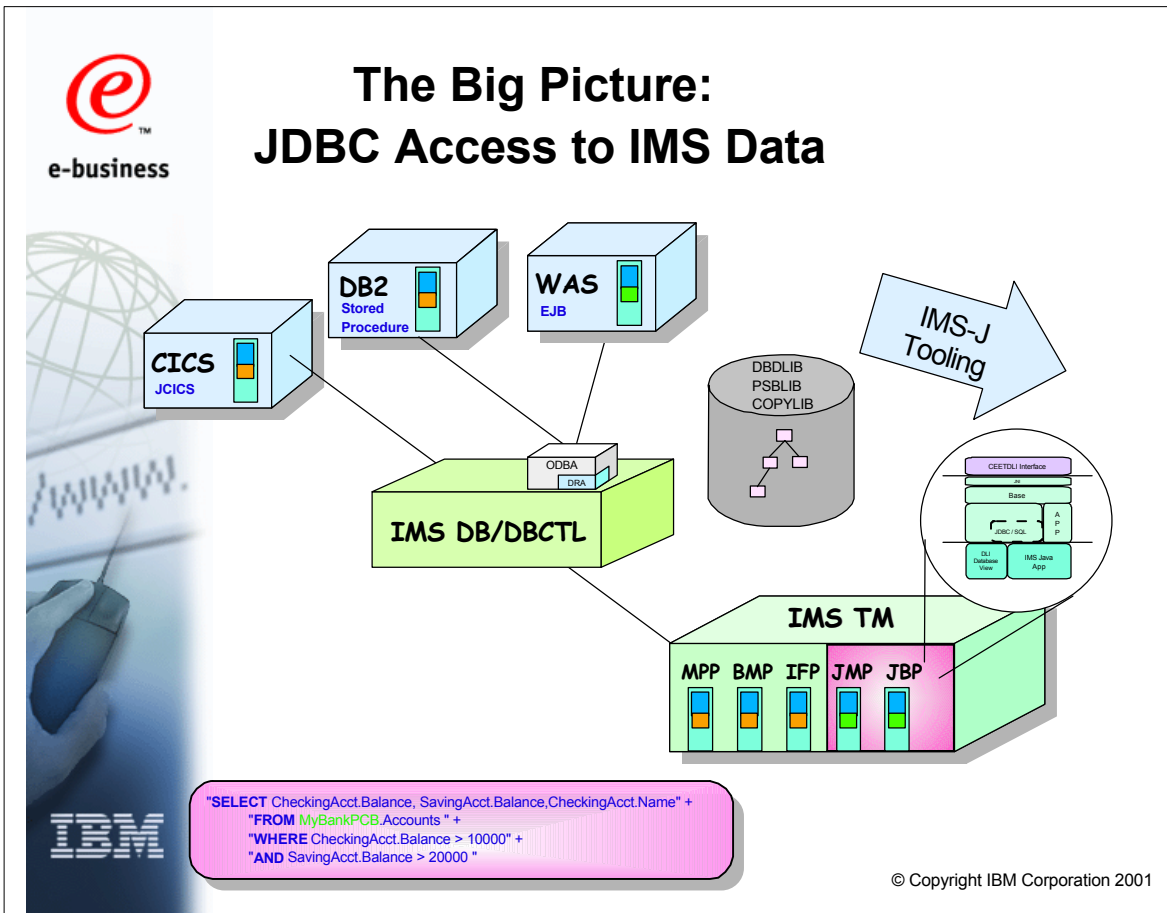 e
TM
e-business
The Big Picture:
JDBC Access to IMS Data
DB2
Stored
Procedure
WAS
EJB
CICS
JCICS
IMS-J
Tooling
DBDLIB
PSBLIB
COPYLIB
ODBA
DRA
IMS DB/DBCTL
CEETDLI Interface
JNI
Base
JDBC / SQL
A
P
P
DLI
Database
View
IMS Java
App
IMS TM
MPP BMP IFP JMP JBP
"SELECT CheckingAcct.Balance, SavingAcct.Balance,CheckingAcct.Name" +
"FROM MyBankPCB.Accounts " +
"WHERE CheckingAcct.Balance > 10000" +
"AND SavingAcct.Balance > 20000 "
IBM
© Copyright IBM Corporation 2001